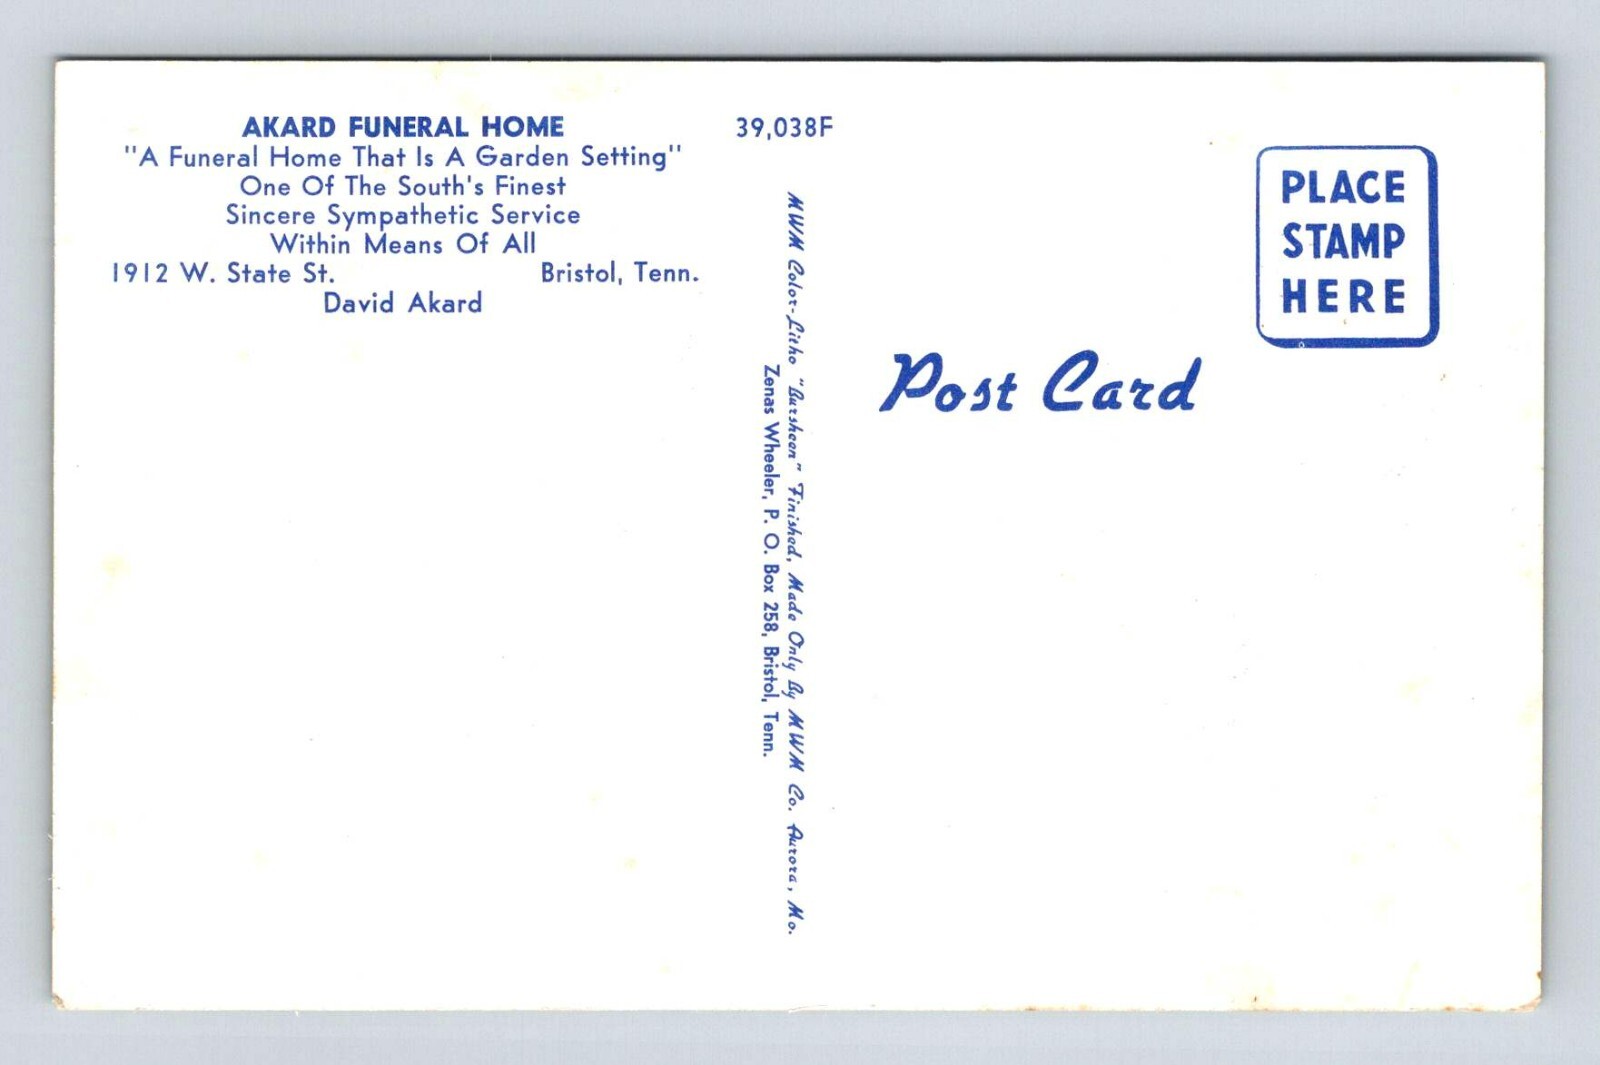 AKARD FUNERAL HOME
"A Funeral Home That Is A Garden Setting"
One Of The South's Finest
Sincere Sympathetic Service
Within Means Of All
1912 W. State St. Bristol, Tenn.
David Akard
39,038F
MWM Color-Litho "Bursheen" Finished, Made Only By MWM Co. Aurora, Mo.
Zenas Wheeler, P. O. Box 258, Bristol, Tenn.
Post Card
PLACE
STAMP
HERE